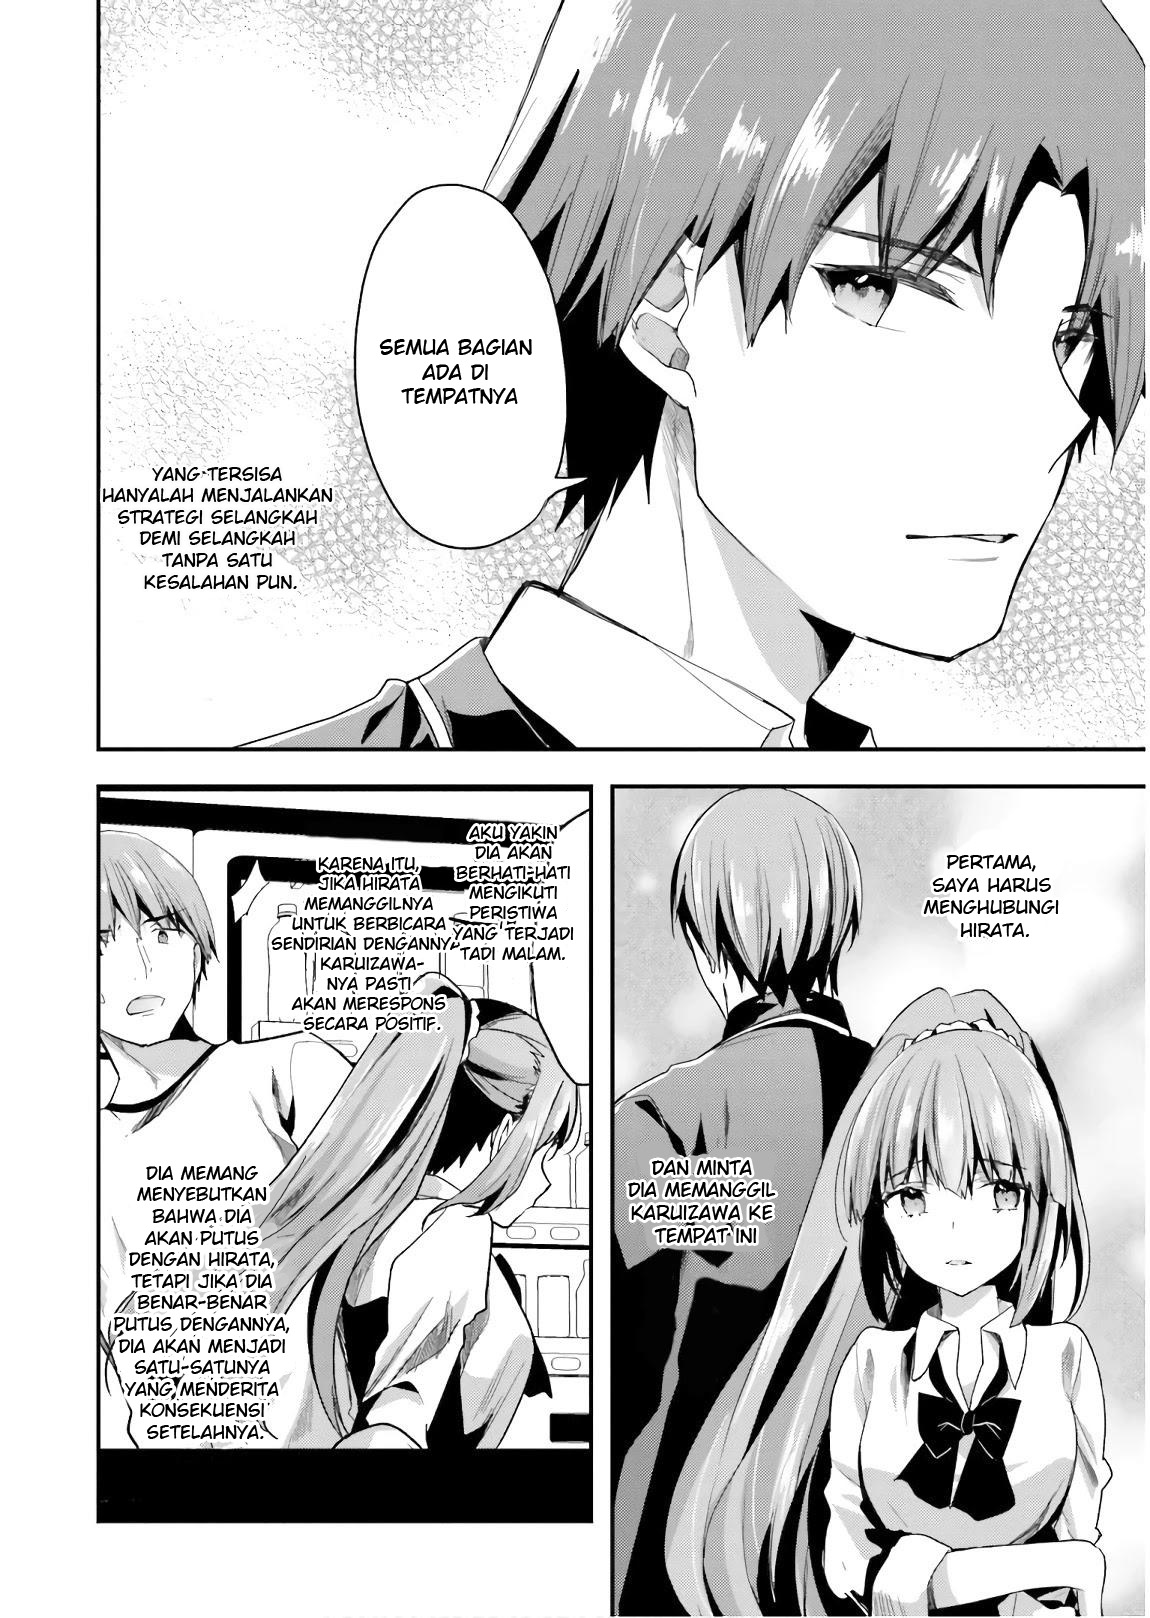 SEMUA BAGIAN
ADA DI
TEMPATNYA
YANG TERSISA
HANYALAH MENJALANKAN
STRATEGI SELANGKAH
DEMI SELANGKAH
TANPA SATU
KESALAHAN PUN.
PERTAMA,
SAYA HARUS
MENGHUBUNGI
HIRATA.
DAN MINTA
DIA MEMANGGIL
KARUIZAWA KE
TEMPAT INI
AKU YAKIN
DIA AKAN
BERHATI-HATI
MENGIKUTI
PERISTIWA
YANG TERJADI
TADI MALAM.
KARENA ITU,
JIKA HIRATA
MEMANGGILNYA
UNTUK BERBICARA
SENDIRIAN DENGANNYA
KARUIZAWA-
NYA PASTI
AKAN MERESPONS
SECARA POSITIF.
DIA MEMANG
MENYEBUTKAN
BAHWA DIA
AKAN PUTUS
DENGAN HIRATA,
TETAPI JIKA DIA
BENAR-BENAR
PUTUS DENGANNYA,
DIA AKAN MENJADI
SATU-SATUNYA
YANG MENDERITA
KONSEKUENSI
SETELAHNYA.